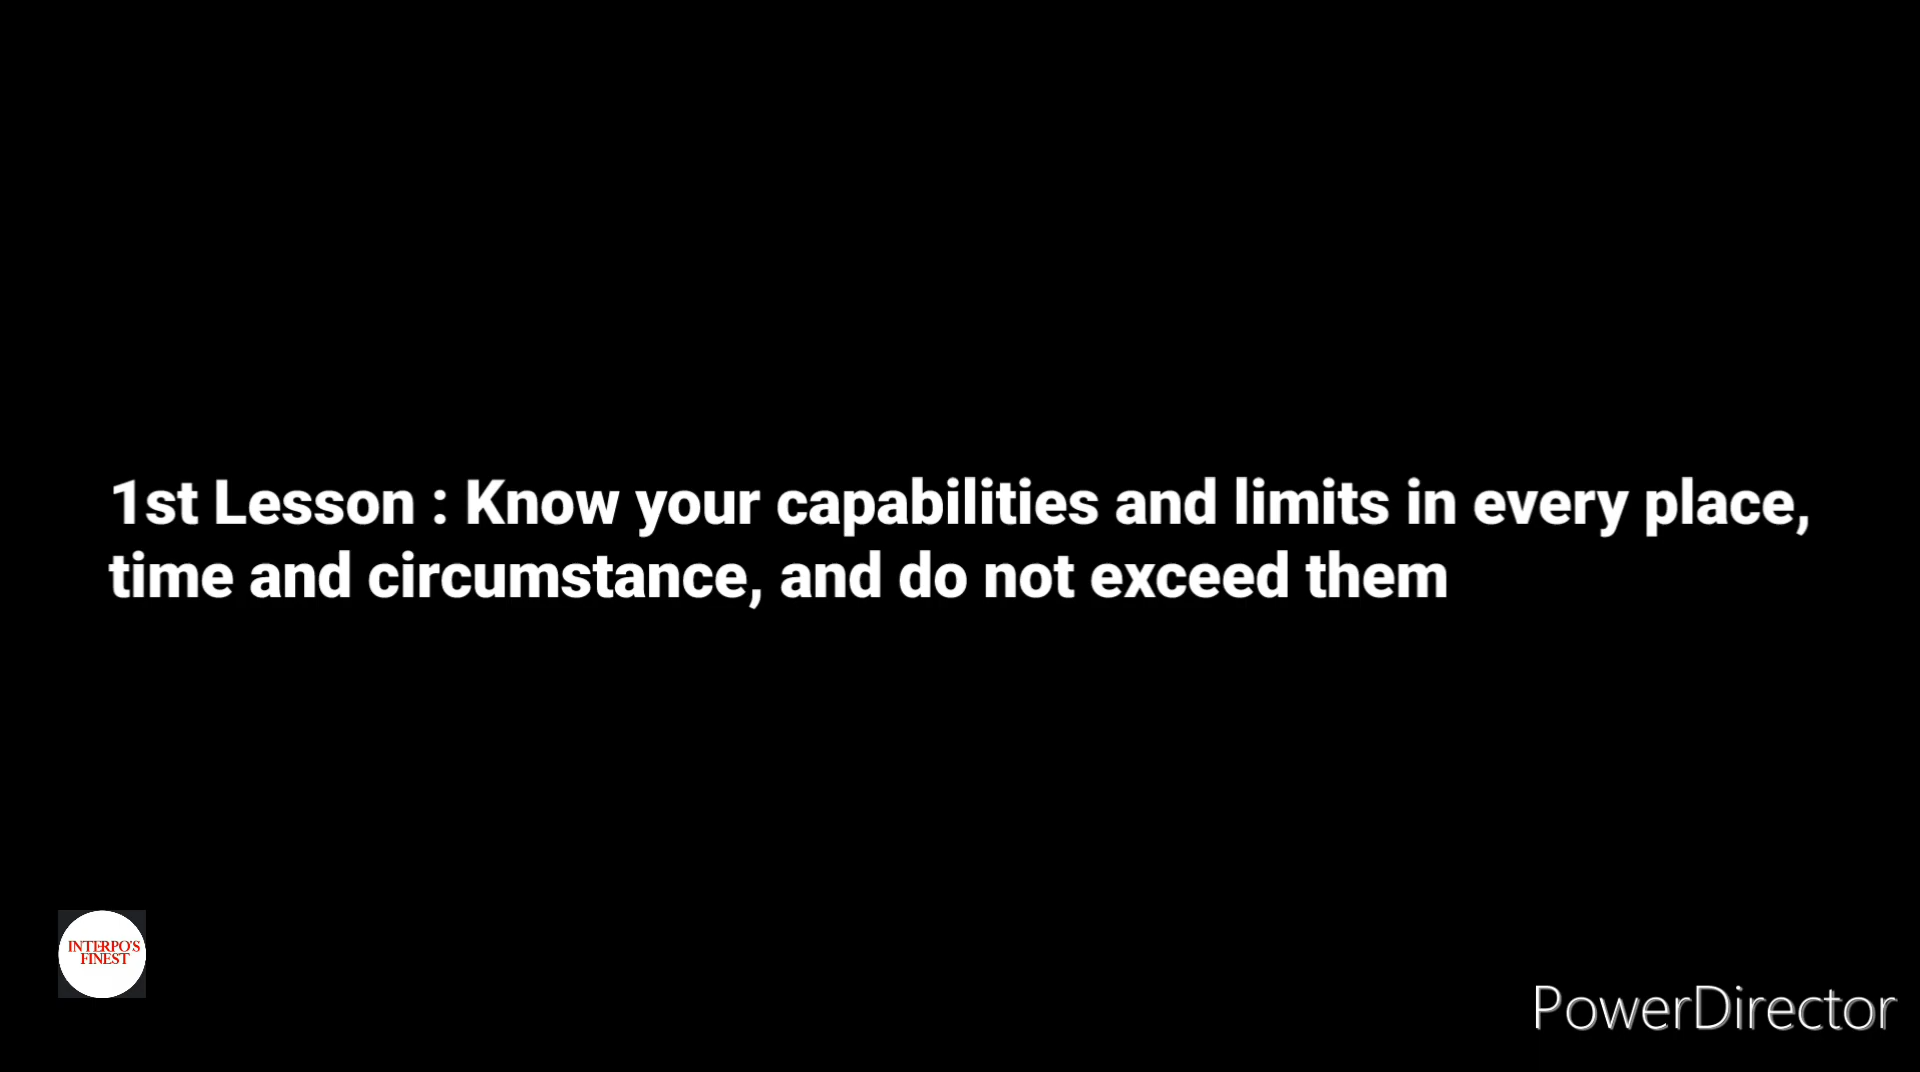 1st Lesson : Know your capabilities and limits in every place,
time and circumstance, and do not exceed them
INTERPO'S
FINEST
PowerDirector